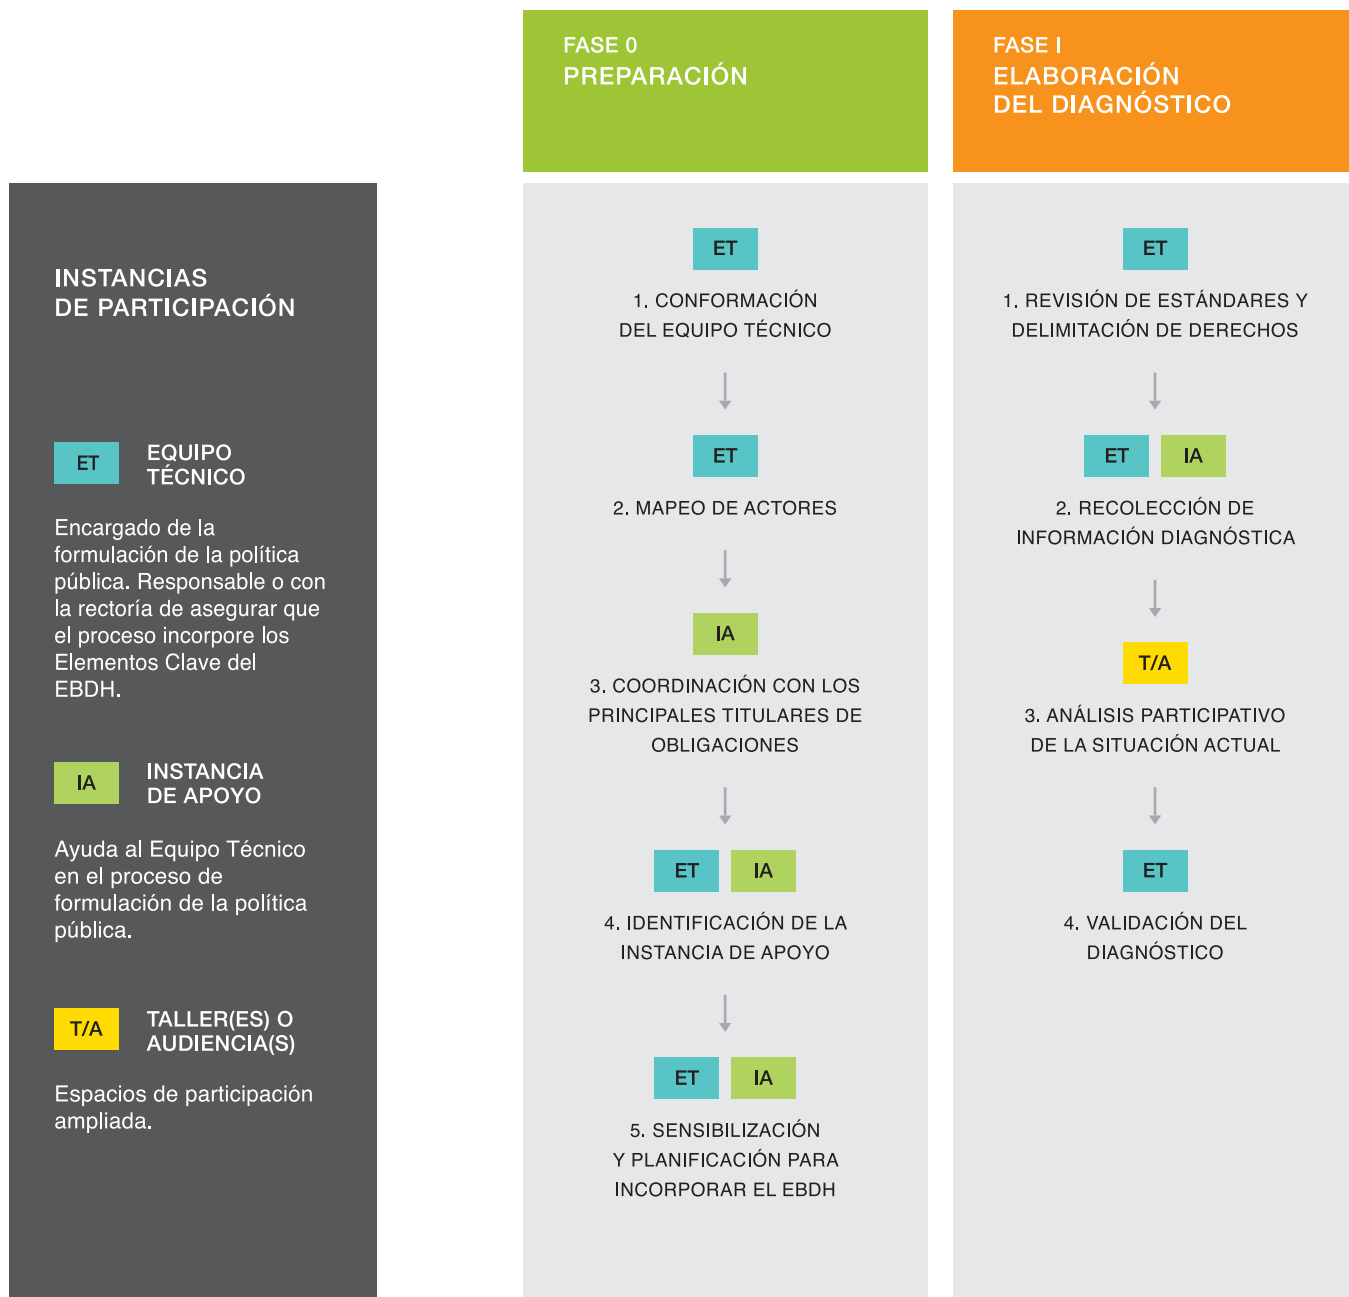 FASE 0
PREPARACIÓN
FASE I
ELABORACIÓN
DEL DIAGNÓSTICO
INSTANCIAS
DE PARTICIPACIÓN
ET
EQUIPO
TÉCNICO
Encargado de la
formulación de la política
pública. Responsable o con
la rectoría de asegurar que
el proceso incorpore los
Elementos Clave del
EBDH.
IA
INSTANCIA
DE APOYO
Ayuda al Equipo Técnico
en el proceso de
formulación de la política
pública.
T/A
TALLER(ES) O
AUDIENCIA(S)
Espacios de participación
ampliada.
ET
1. CONFORMACIÓN
DEL EQUIPO TÉCNICO
ET
2. MAPEO DE ACTORES
IA
3. COORDINACIÓN CON LOS
PRINCIPALES TITULARES DE
OBLIGACIONES
ET IA
4. IDENTIFICACIÓN DE LA
INSTANCIA DE APOYO
ET IA
5. SENSIBILIZACIÓN
Y PLANIFICACIÓN PARA
INCORPORAR EL EBDH
ET
1. REVISIÓN DE ESTÁNDARES Y
DELIMITACIÓN DE DERECHOS
ET IA
2. RECOLECCIÓN DE
INFORMACIÓN DIAGNÓSTICA
T/A
3. ANÁLISIS PARTICIPATIVO
DE LA SITUACIÓN ACTUAL
ET
4. VALIDACIÓN DEL
DIAGNÓSTICO